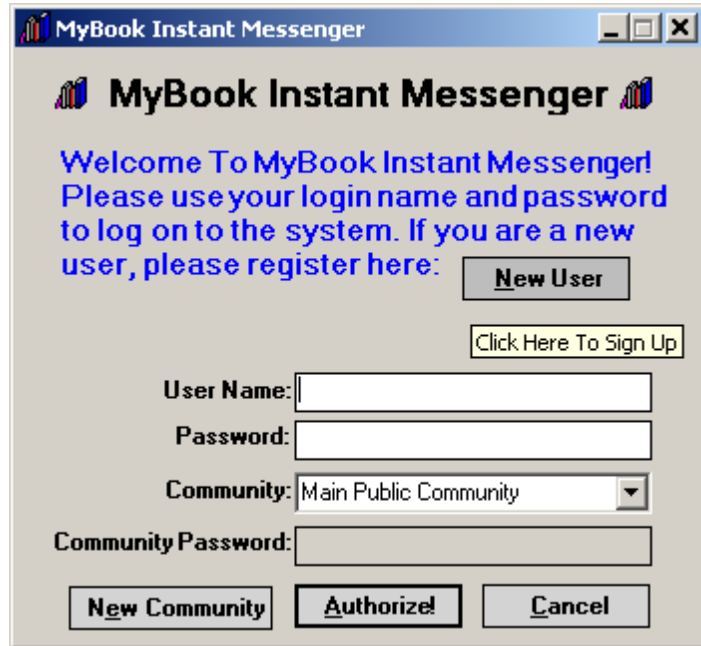 MyBook Instant Messenger
MyBook Instant Messenger
Welcome To MyBook Instant Messenger!
Please use your login name and password
to log on to the system. If you are a new
user, please register here:
New User
Click Here To Sign Up
User Name:
Password:
Community: Main Public Community
Community Password:
New Community Authorize! Cancel